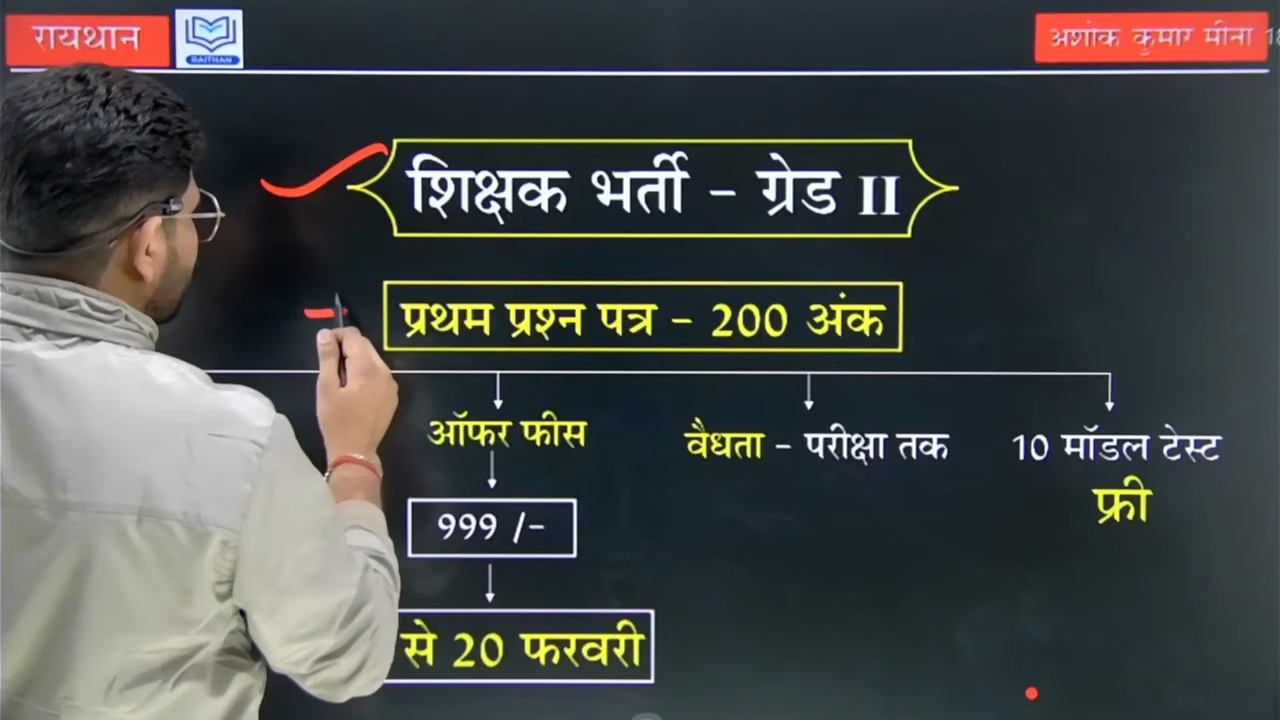 रायथान
RAITHAN
अशोक कुमार मीना
शिक्षक भर्ती - ग्रेड II
प्रथम प्रश्न पत्र - 200 अंक
ऑफर फीस
वैधता - परीक्षा तक
10 मॉडल टेस्ट
फ्री
999 /-
से 20 फरवरी